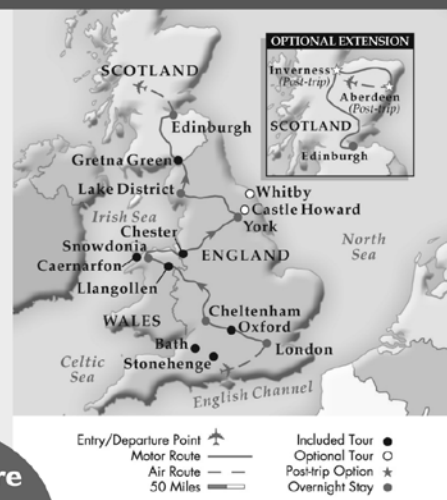 SCOTLAND
Edinburgh
Gretna Green
Lake District
Whitby
Castle Howard
York
Irish Sea
Chester
Snowdonia
ENGLAND
Caernarfon
Llangollen
North
Sea
WALES
Cheltenham
Oxford
Bath
London
Stonehenge
Celtic
Sea
English Channel
OPTIONAL EXTENSION
Inverness
(Post-trip)
Aberdeen
(Post-trip)
SCOTLAND
Edinburgh
Entry/Departure Point
Motor Route
Air Route
50 Miles
Included Tour
Optional Tour
Post-trip Option
Overnight Stay
re